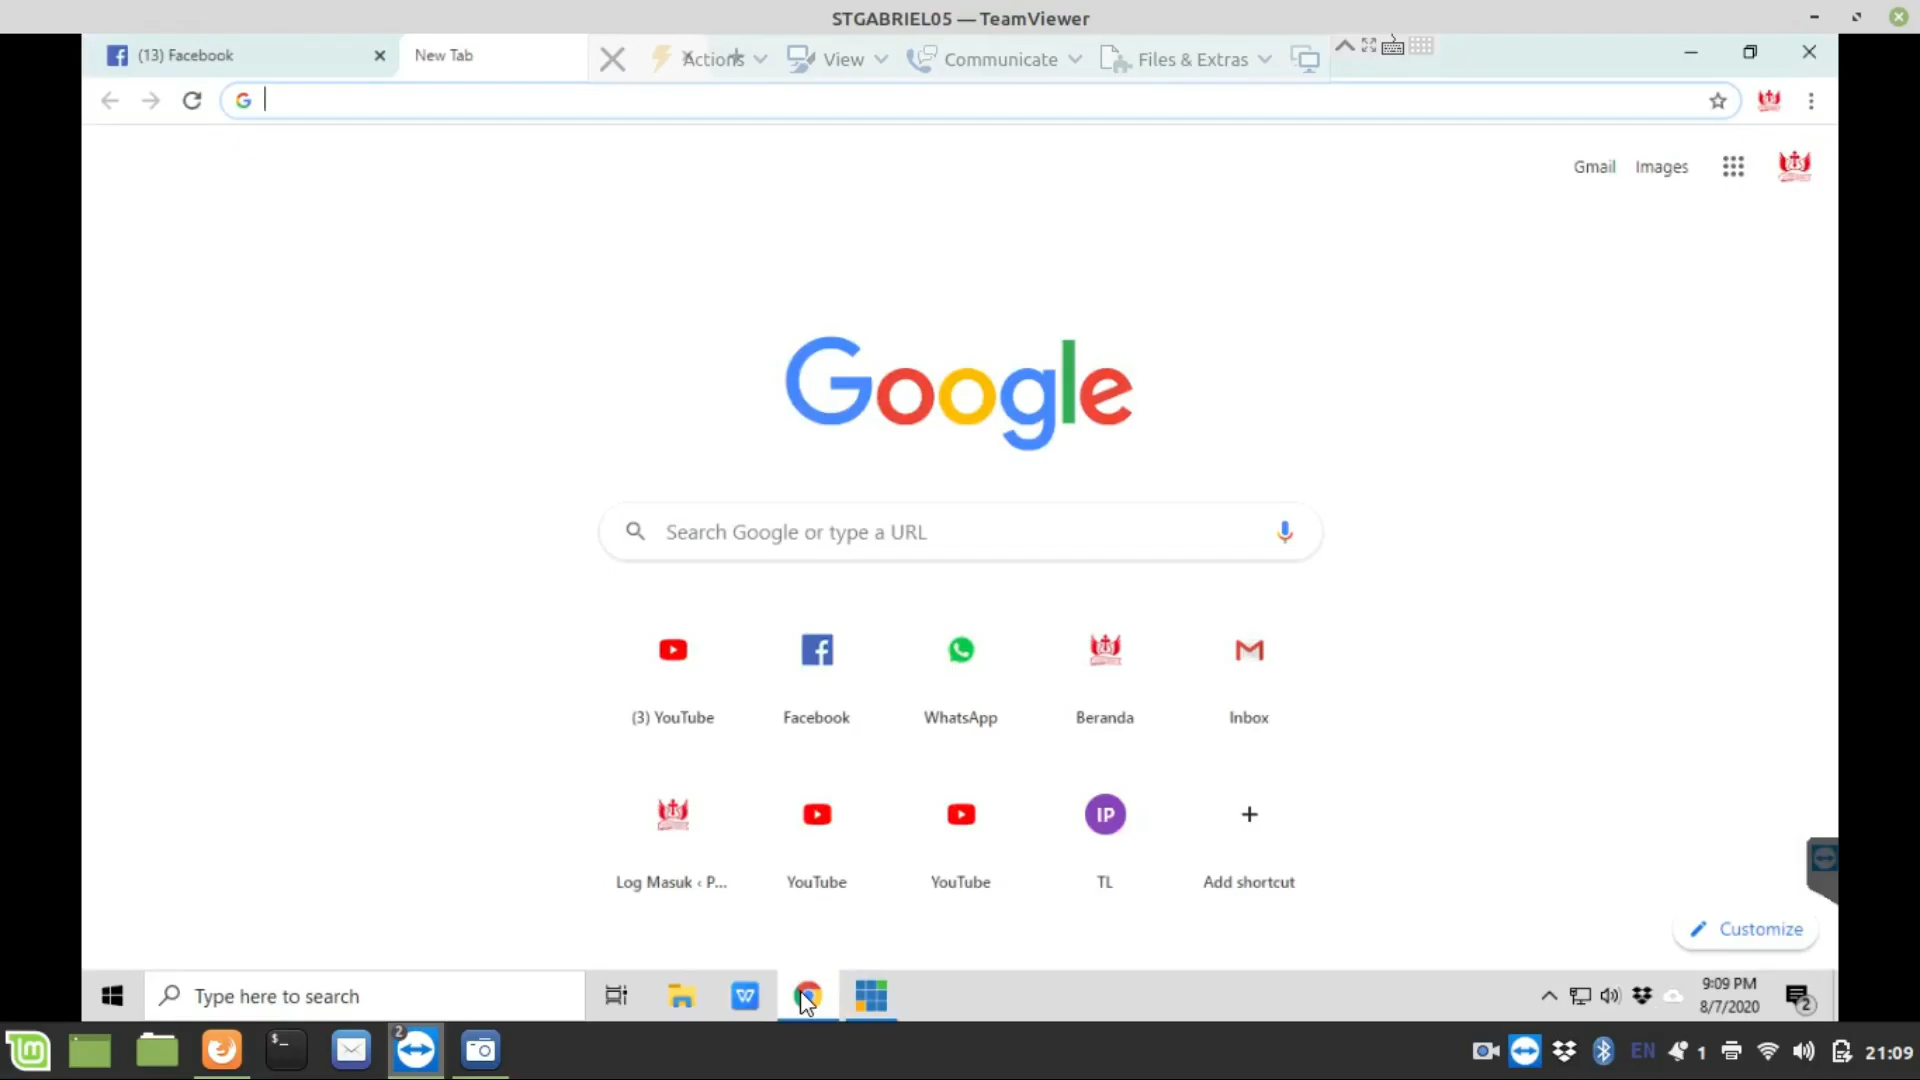 STGABRIEL05 — TeamViewer
(13) Facebook
New Tab
Actions
View
Communicate
Files & Extras
Gmail
Images
Google
Search Google or type a URL
(3) YouTube
Facebook
WhatsApp
Beranda
Inbox
Log Masuk ‹ P...
YouTube
YouTube
IP
TL
Add shortcut
Customize
Type here to search
9:09 PM
8/7/2020
2
2
EN
1
21:09